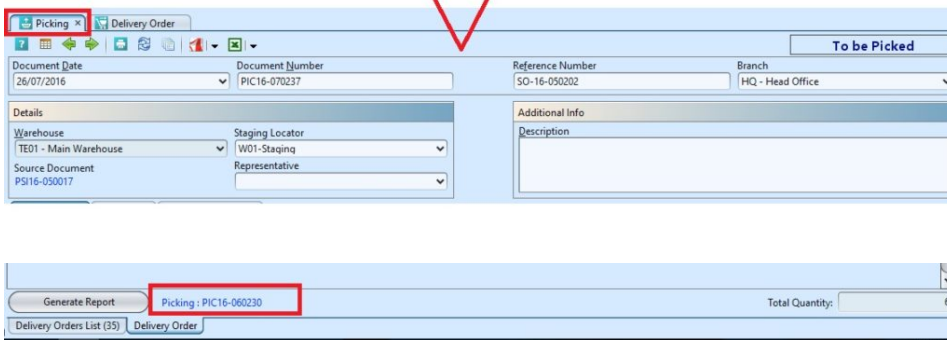 Picking × Delivery Order
To be Picked
Document Date Document Number Reference Number Branch
26/07/2016 PIC16-070237 SO-16-050202 HQ - Head Office
Details Additional Info
Warehouse Staging Locator Description
TE01 - Main Warehouse W01-Staging
Source Document Representative
PSI16-050017
Generate Report Picking : PIC16-060230 Total Quantity: 6
Delivery Orders List (35) Delivery Order